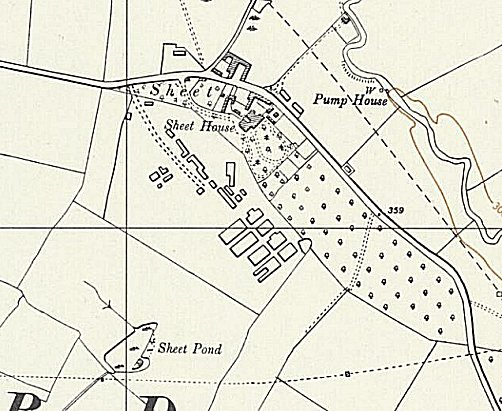 Sheet
W
Pump House
Sheet House
359
Sheet Pond
R D